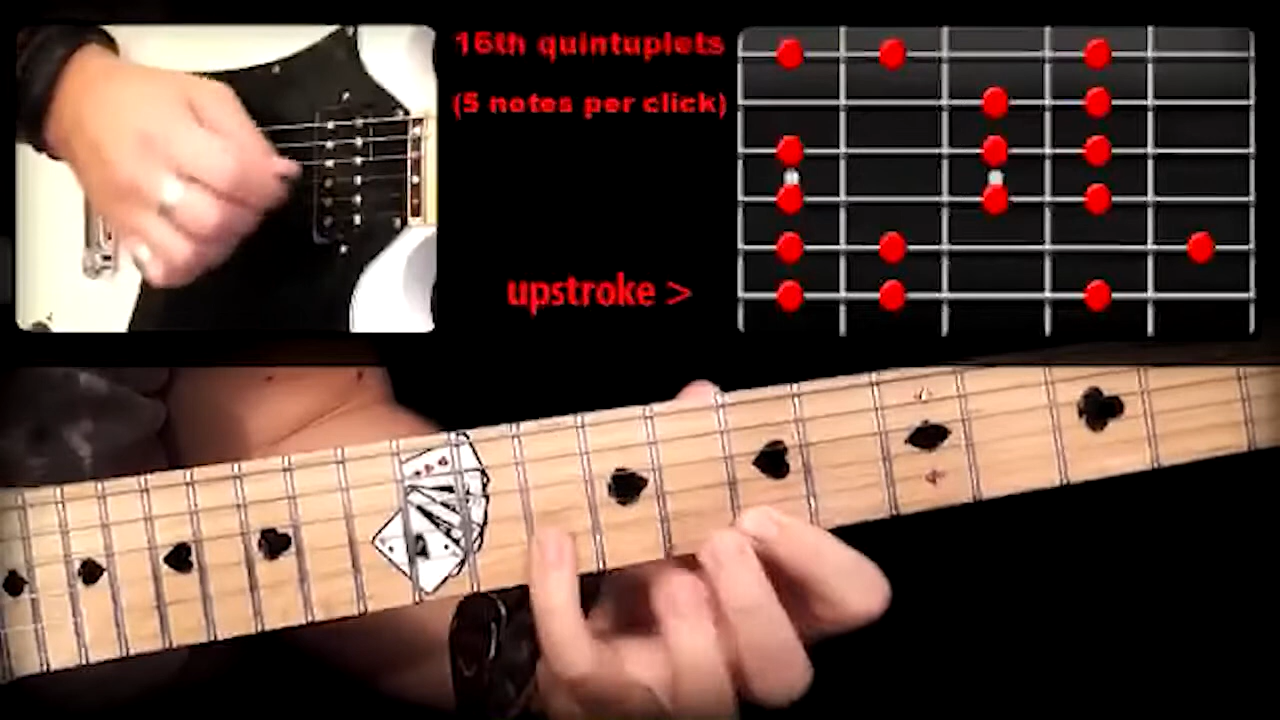 16th quintuplets
(5 notes per click)
upstroke >